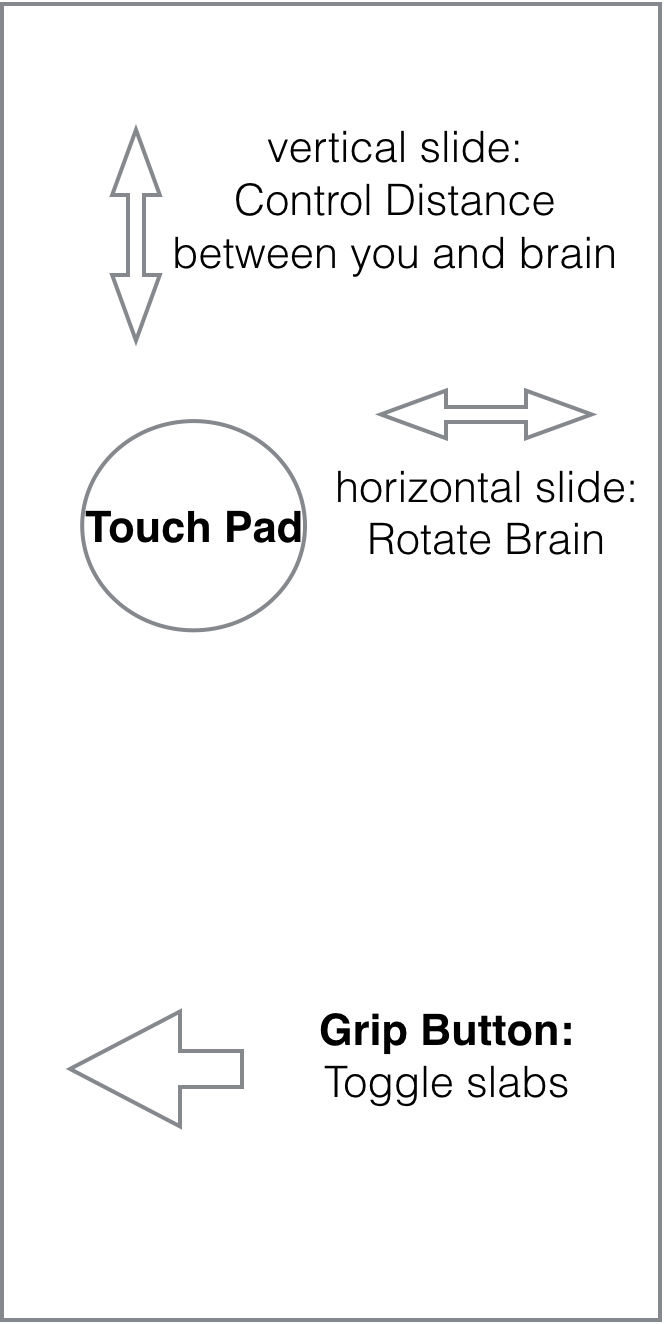 vertical slide:
Control Distance
between you and brain
horizontal slide:
Rotate Brain
Touch Pad
Grip Button:
Toggle slabs